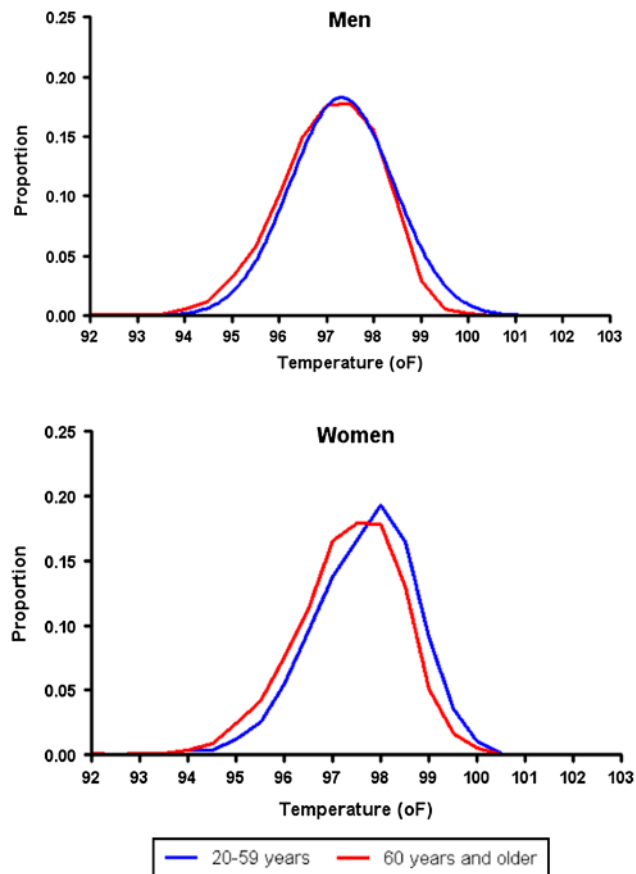 Men
Proportion
0.25
0.20
0.15
0.10
0.05
0.00
92 93 94 95 96 97 98 99 100 101 102 103
Temperature (oF)
Women
Proportion
0.25
0.20
0.15
0.10
0.05
0.00
92 93 94 95 96 97 98 99 100 101 102 103
Temperature (oF)
20-59 years 60 years and older